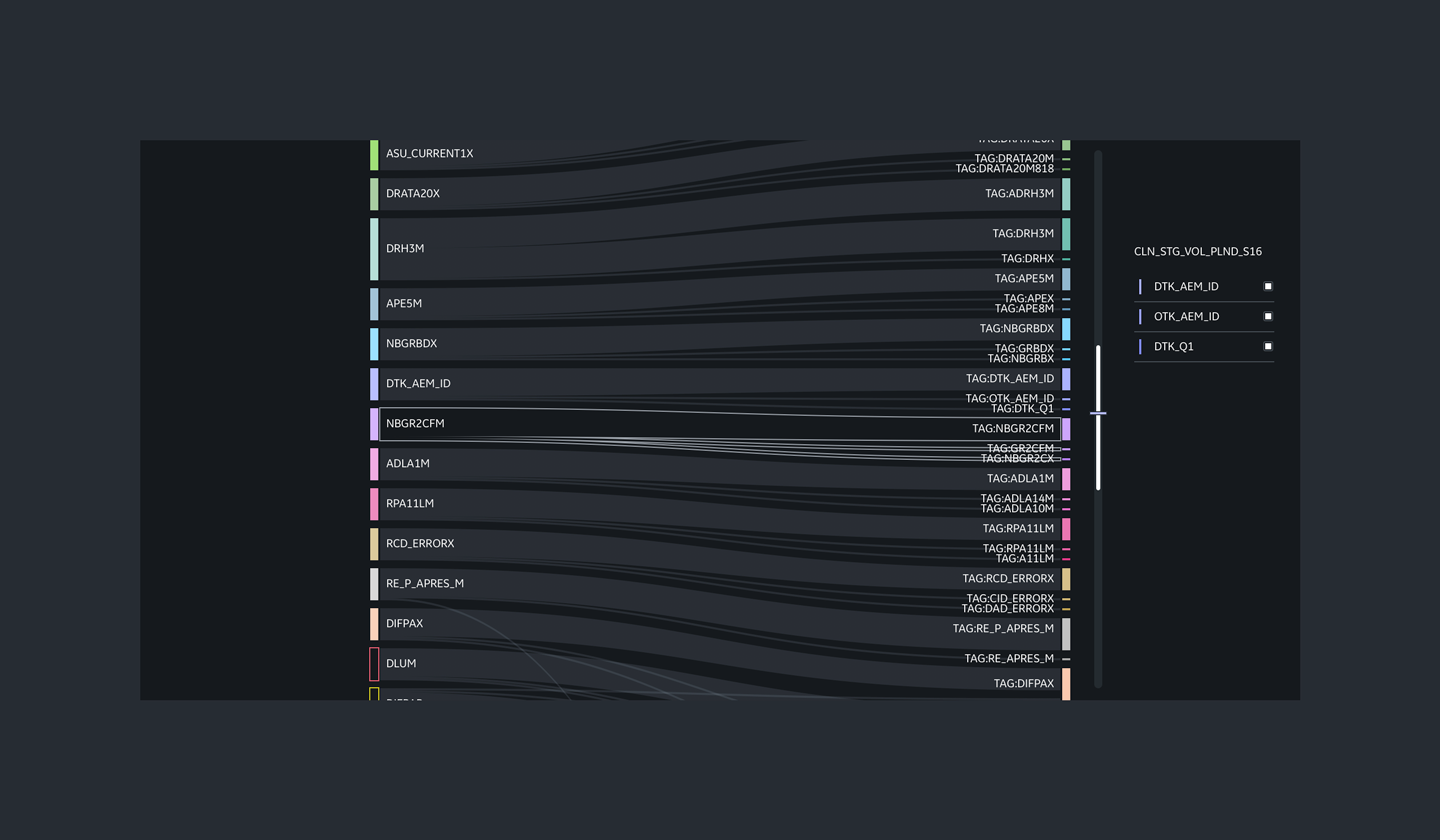 ASU_CURRENT1X
DRATA20X
DRH3M
APE5M
NBGRBDX
DTK_AEM_ID
NBGR2CFM
ADLA1M
RPA11LM
RCD_ERRORX
RE_P_APRES_M
DIFPAX
DLUM
TAG:DRATA20M
TAG:DRATA20M818
TAG:ADRH3M
TAG:DRH3M
TAG:DRHX
TAG:APE5M
TAG:APEX
TAG:APE8M
TAG:NBGRBDX
TAG:GRBDX
TAG:NBGRBX
TAG:DTK_AEM_ID
TAG:OTK_AEM_ID
TAG:DTK_Q1
TAG:NBGR2CFM
TAG:GR2CFM
TAG:NBGR2CX
TAG:ADLA1M
TAG:ADLA14M
TAG:ADLA10M
TAG:RPA11LM
TAG:RPA11LM
TAG:A11LM
TAG:RCD_ERRORX
TAG:CID_ERRORX
TAG:DAD_ERRORX
TAG:RE_P_APRES_M
TAG:RE_APRES_M
TAG:DIFPAX
CLN_STG_VOL_PLND_S16
DTK_AEM_ID
OTK_AEM_ID
DTK_Q1